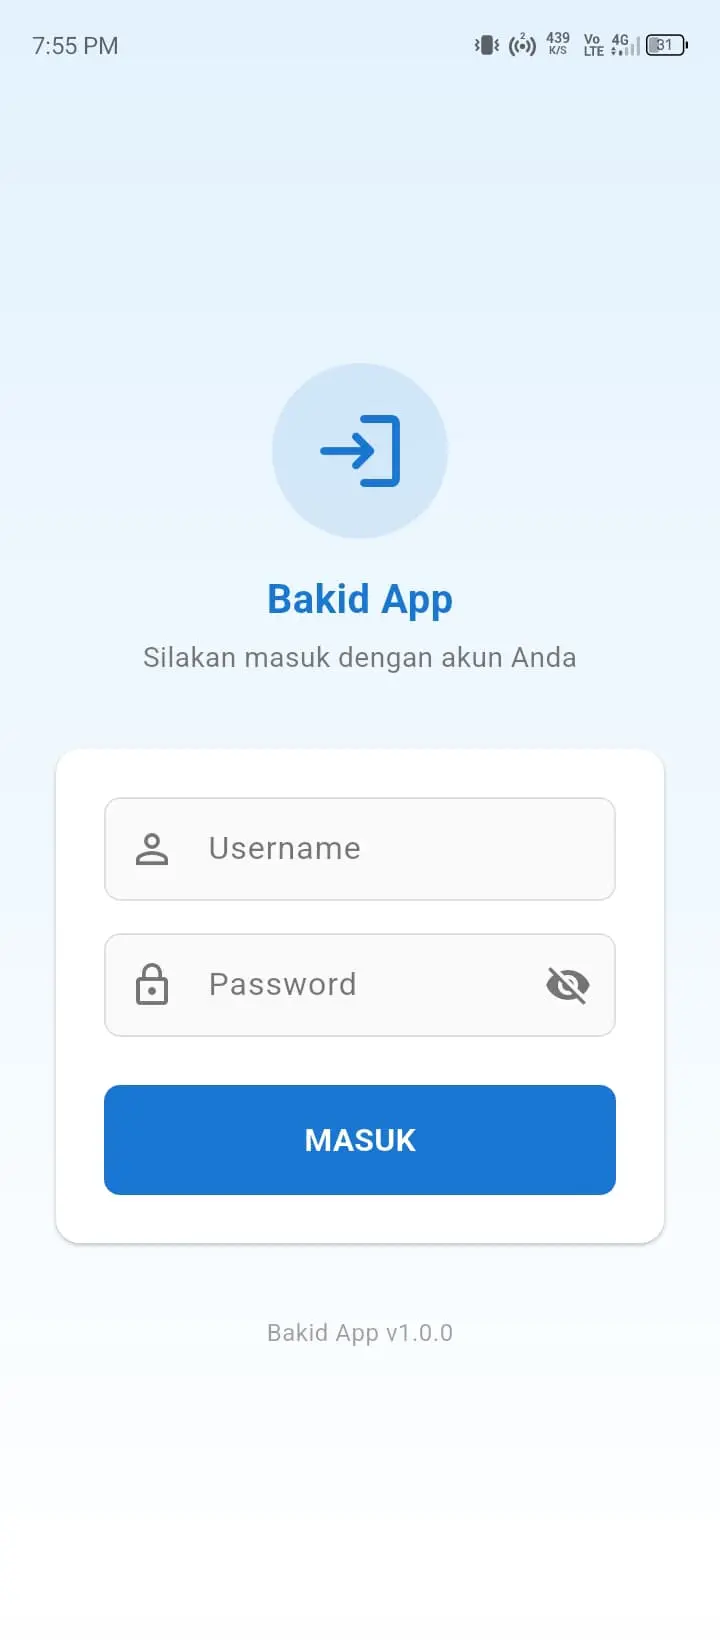 7:55 PM
2 439 K/S Vo LTE 4G 31
Bakid App
Silakan masuk dengan akun Anda
Username
Password
MASUK
Bakid App v1.0.0